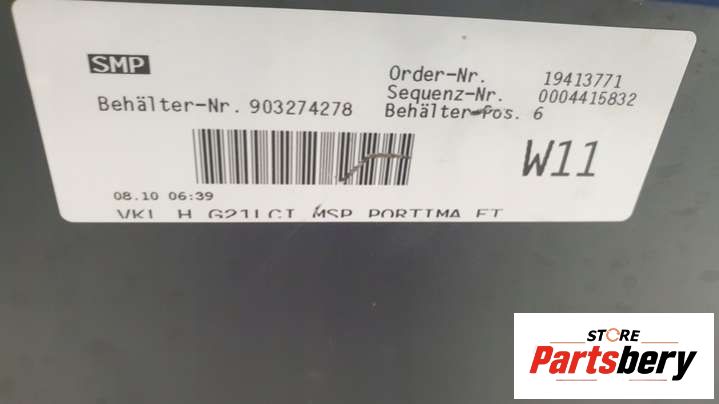 SMP
Order-Nr. 19413771
Sequenz-Nr. 0004415832
Behälter-Nr. 903274278
Behälter-Pos. 6
W11
08.10 06:39
VKL H G21LCI MSP PORTIMA ET
STORE
Partsbery